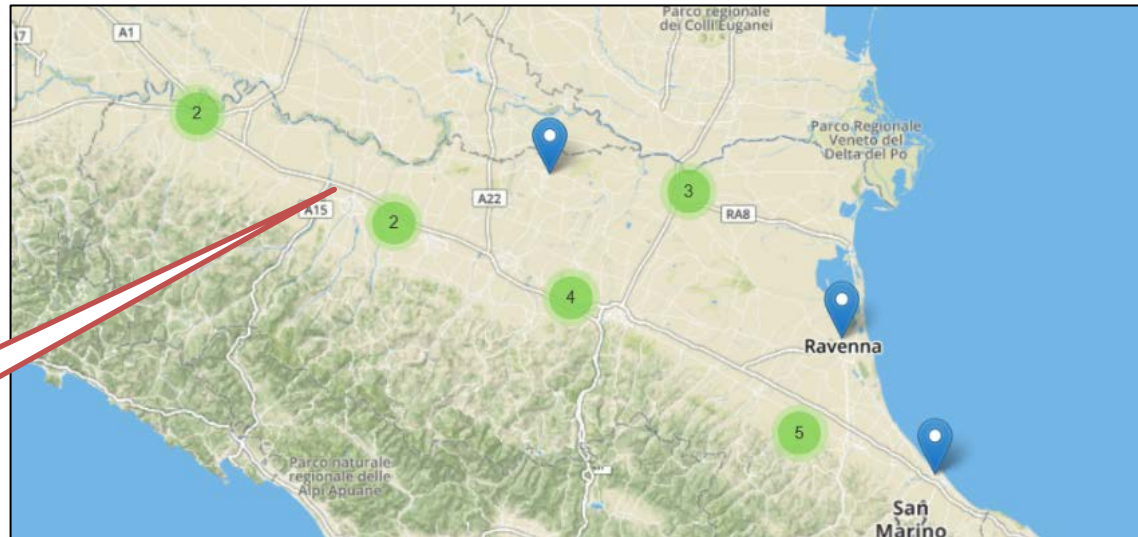 Parco regionale
dei Colli Euganei
A1
A7
2
Parco Regionale
Veneto del
Delta del Po
3
A22
A15
RA8
2
4
Ravenna
5
Parco naturale
regionale delle
Alpi Apuane
San
Marino